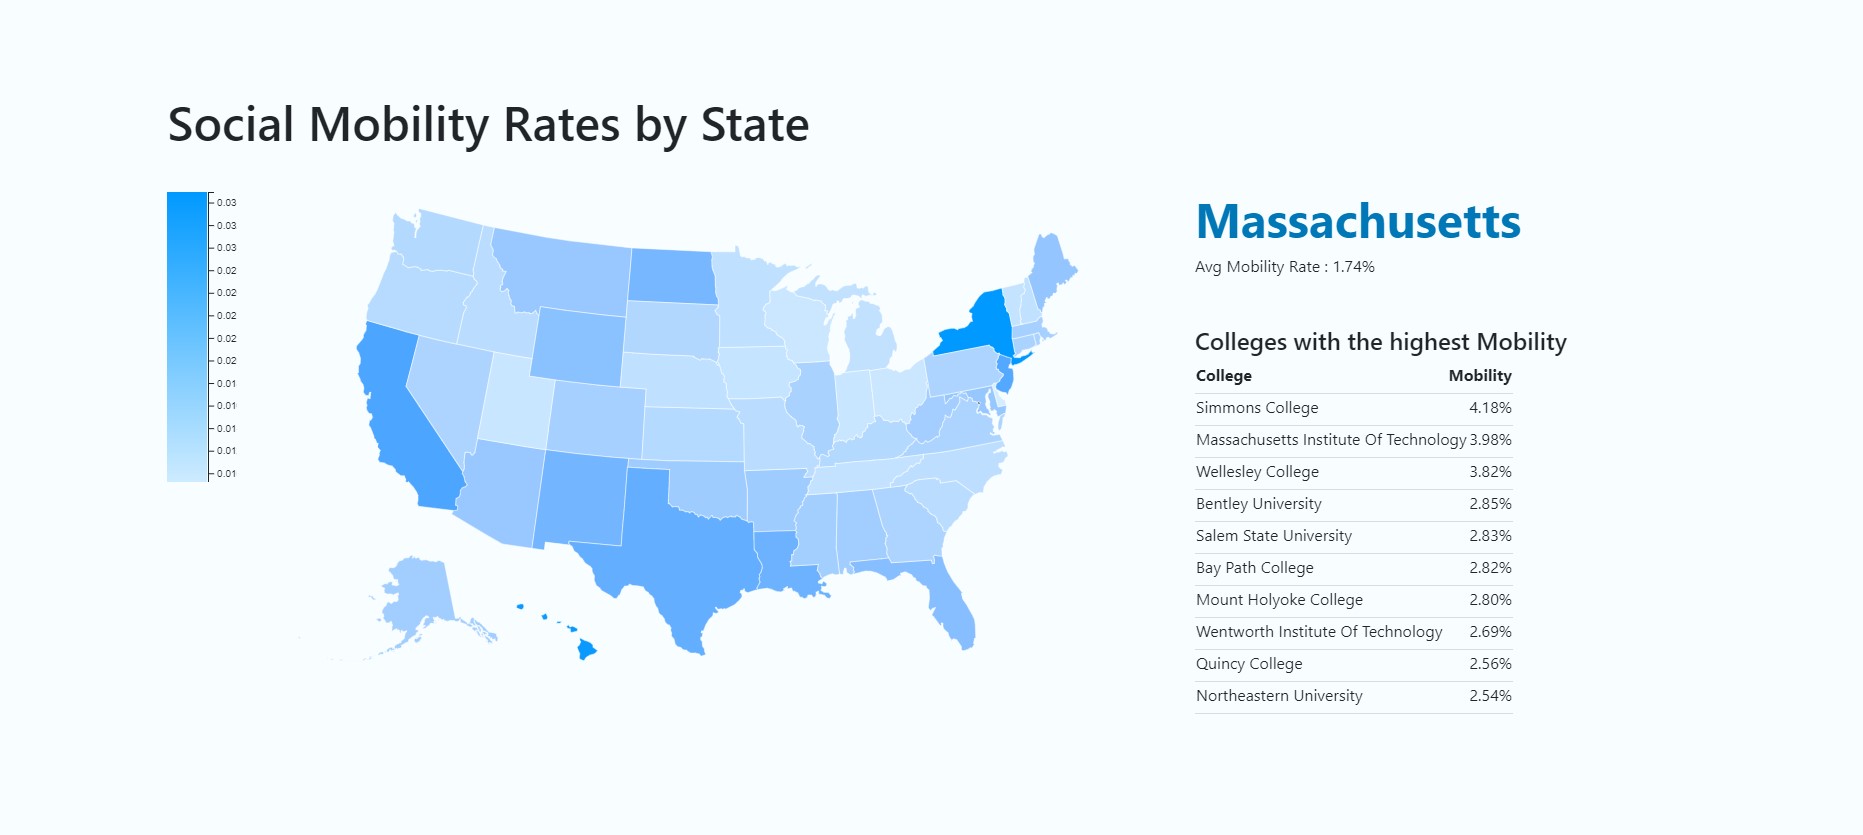 Social Mobility Rates by State
0.03
0.03
0.03
0.02
0.02
0.02
0.02
0.02
0.01
0.01
0.01
0.01
0.01
Massachusetts
Avg Mobility Rate : 1.74%
Colleges with the highest Mobility
College Mobility
Simmons College 4.18%
Massachusetts Institute Of Technology 3.98%
Wellesley College 3.82%
Bentley University 2.85%
Salem State University 2.83%
Bay Path College 2.82%
Mount Holyoke College 2.80%
Wentworth Institute Of Technology 2.69%
Quincy College 2.56%
Northeastern University 2.54%